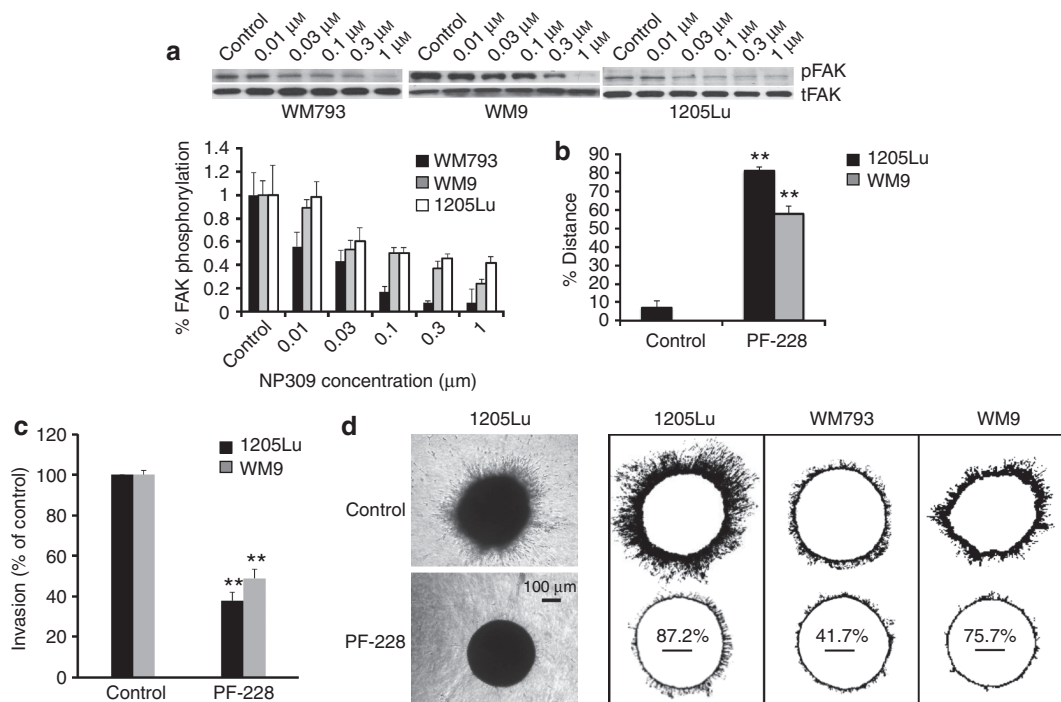 a
Control 0.01 μM 0.03 μM 0.1 μM 0.3 μM 1 μM Control 0.01 μM 0.03 μM 0.1 μM 0.3 μM 1 μM Control 0.01 μM 0.03 μM 0.1 μM 0.3 μM 1 μM
pFAK
tFAK
WM793 WM9 1205Lu
% FAK phosphorylation
1.4
1.2
1
0.8
0.6
0.4
0.2
0
WM793
WM9
1205Lu
Control 0.01 0.03 0.1 0.3 1
NP309 concentration (μm)
b
% Distance
90
80
70
60
50
40
30
20
10
0
1205Lu
WM9
**
**
Control PF-228
c
Invasion (% of control)
120
100
80
60
40
20
0
1205Lu
WM9
**
**
Control PF-228
d
1205Lu 1205Lu WM793 WM9
Control
100 μm
PF-228
87.2% 41.7% 75.7%